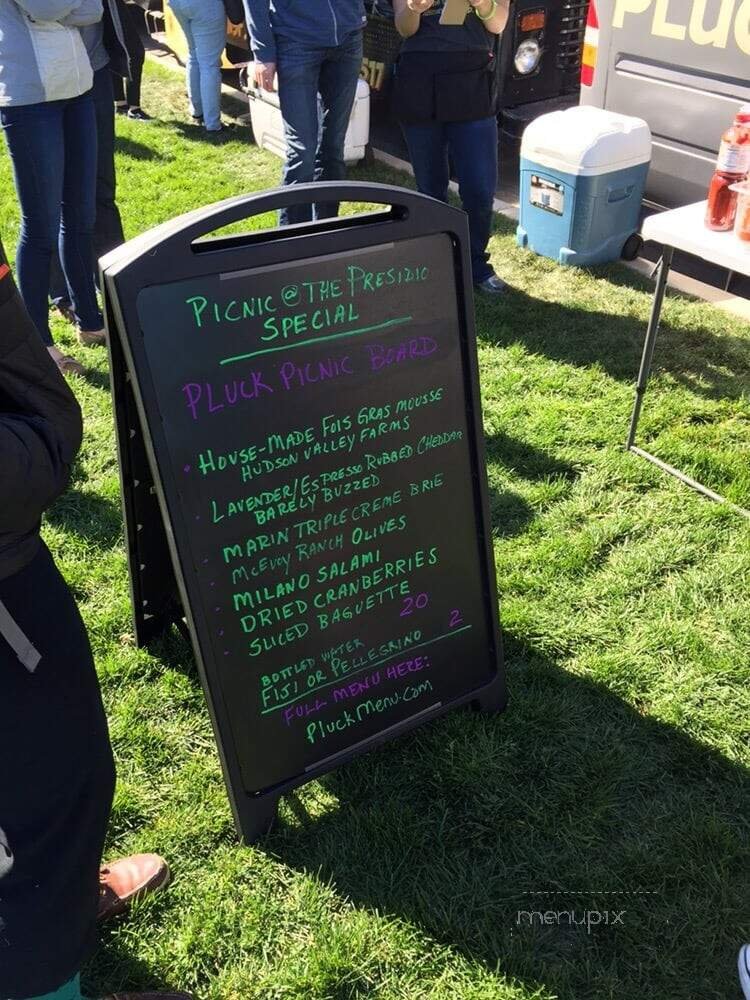 PLUC
517
PICNIC @ THE PRESIDIO
SPECIAL
PLUCK PICNIC BOARD
• HOUSE-MADE FOIS GRAS MOUSSE
HUDSON VALLEY FARMS
• LAVENDER/ESPRESSO RUBBED CHEDDAR
BARELY BUZZED
• MARIN TRIPLE CREME BRIE
• McEVOY RANCH OLIVES
• MILANO SALAMI
• DRIED CRANBERRIES
• SLICED BAGUETTE
20
BOTTLED WATER
FIJI OR PELLEGRINO 2
FULL MENU HERE:
PluckMenu.com
menupix